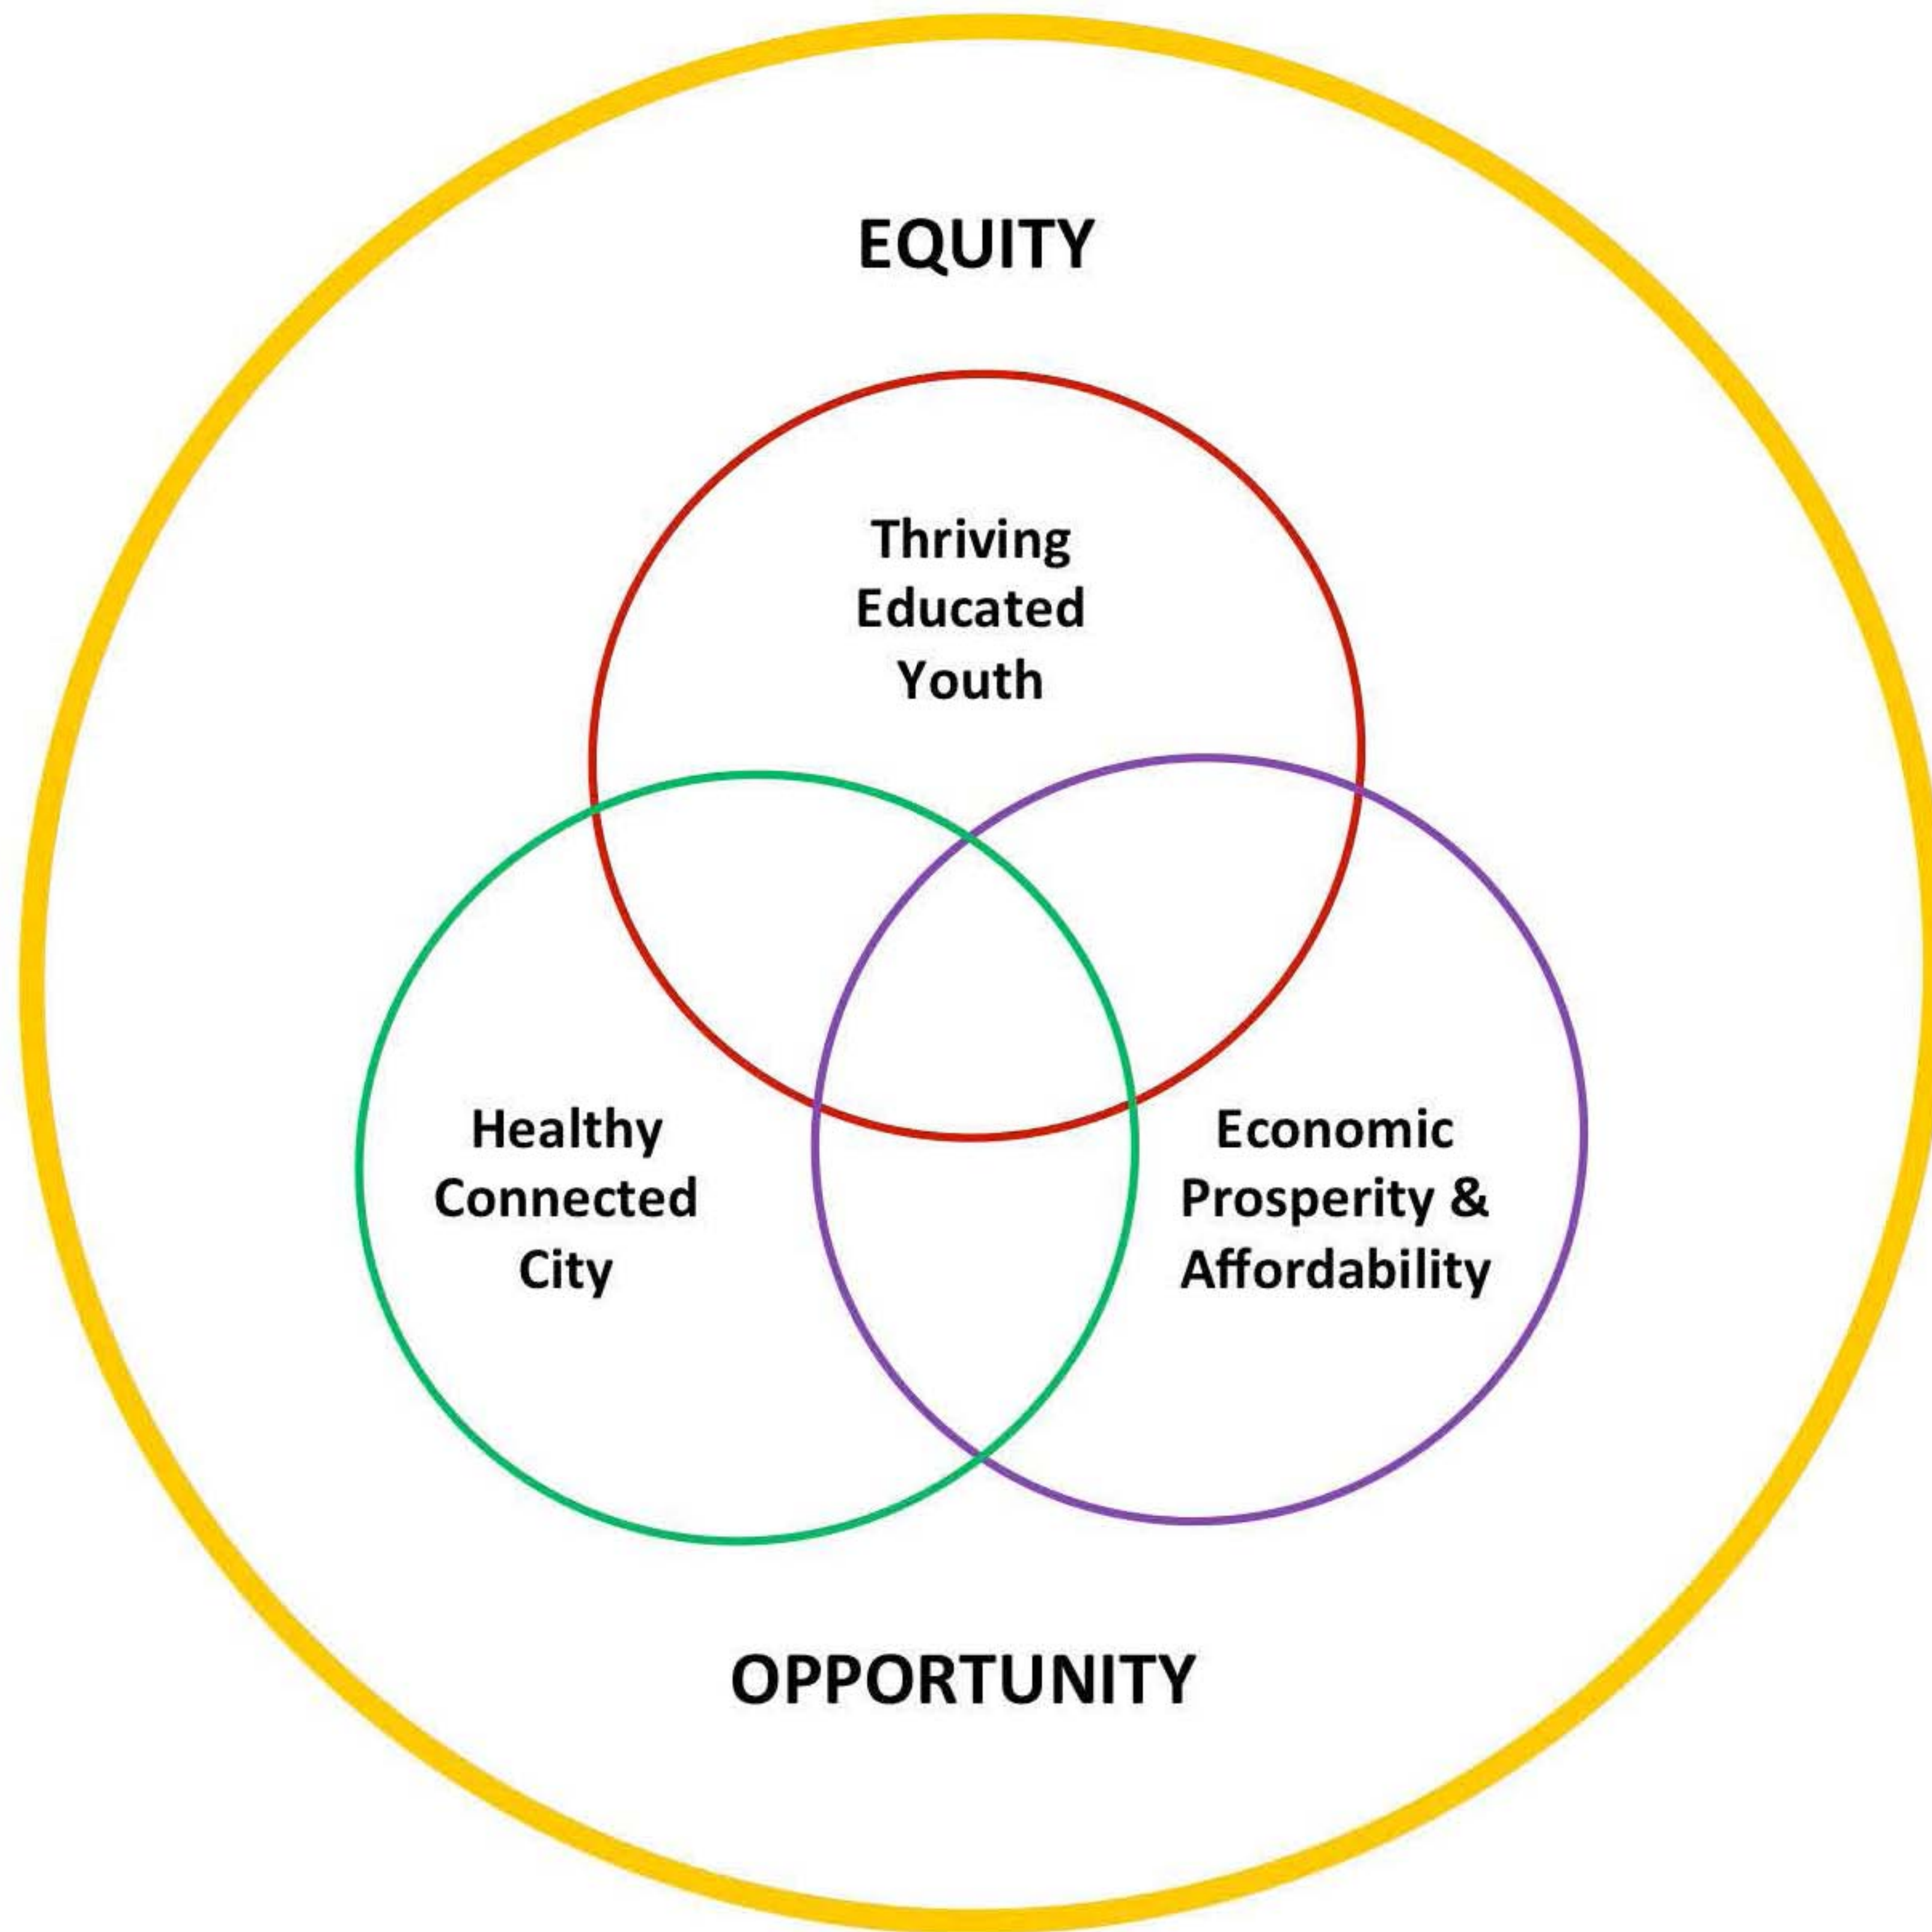 EQUITY
Thriving
Educated
Youth
Healthy
Connected
City
Economic
Prosperity &
Affordability
OPPORTUNITY